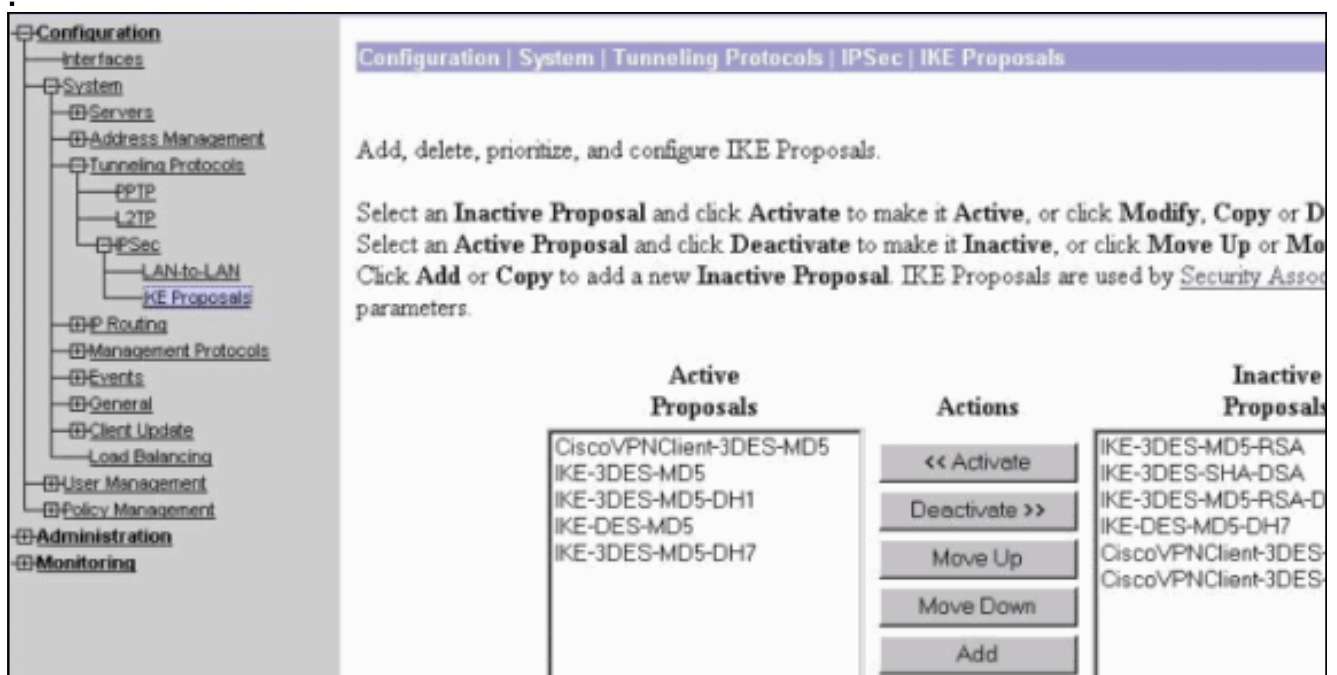 Configuration
Interfaces
System
Servers
Address Management
Tunneling Protocols
PPTP
L2TP
IPSec
LAN-to-LAN
IKE Proposals
IP Routing
Management Protocols
Events
General
Client Update
Load Balancing
User Management
Policy Management
Administration
Monitoring
Configuration | System | Tunneling Protocols | IPSec | IKE Proposals
Add, delete, prioritize, and configure IKE Proposals.
Select an Inactive Proposal and click Activate to make it Active, or click Modify, Copy or D
Select an Active Proposal and click Deactivate to make it Inactive, or click Move Up or Mo
Click Add or Copy to add a new Inactive Proposal. IKE Proposals are used by Security Assoc
parameters.
Active
Proposals
CiscoVPNClient-3DES-MD5
IKE-3DES-MD5
IKE-3DES-MD5-DH1
IKE-DES-MD5
IKE-3DES-MD5-DH7
Actions
<< Activate
Deactivate >>
Move Up
Move Down
Add
Inactive
Proposals
IKE-3DES-MD5-RSA
IKE-3DES-SHA-DSA
IKE-3DES-MD5-RSA-D
IKE-DES-MD5-DH7
CiscoVPNClient-3DES-
CiscoVPNClient-3DES-